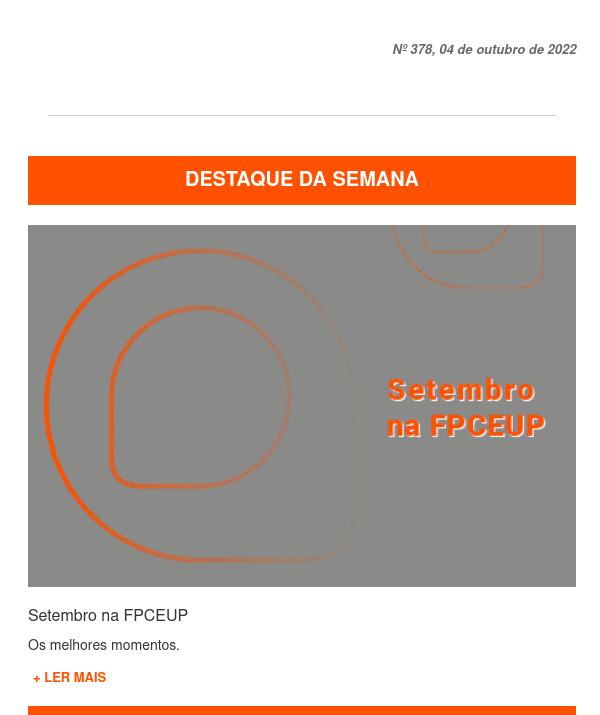 Nº 378, 04 de outubro de 2022
DESTAQUE DA SEMANA
Setembro
na FPCEUP
Setembro na FPCEUP
Os melhores momentos.
+ LER MAIS